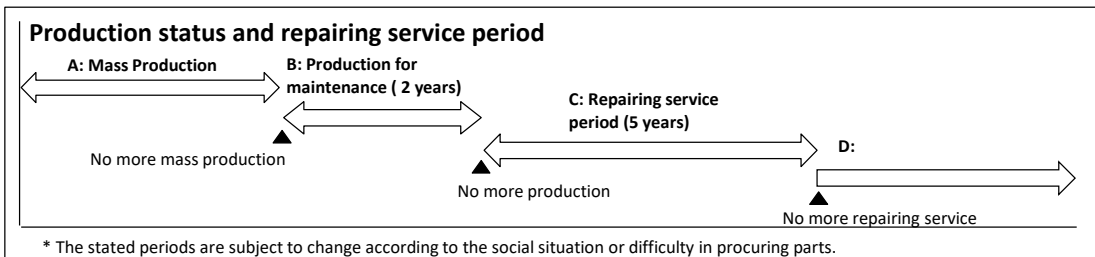 Production status and repairing service period
A: Mass Production
B: Production for
maintenance ( 2 years)
C: Repairing service
period (5 years)
D:
No more mass production
No more production
No more repairing service
* The stated periods are subject to change according to the social situation or difficulty in procuring parts.